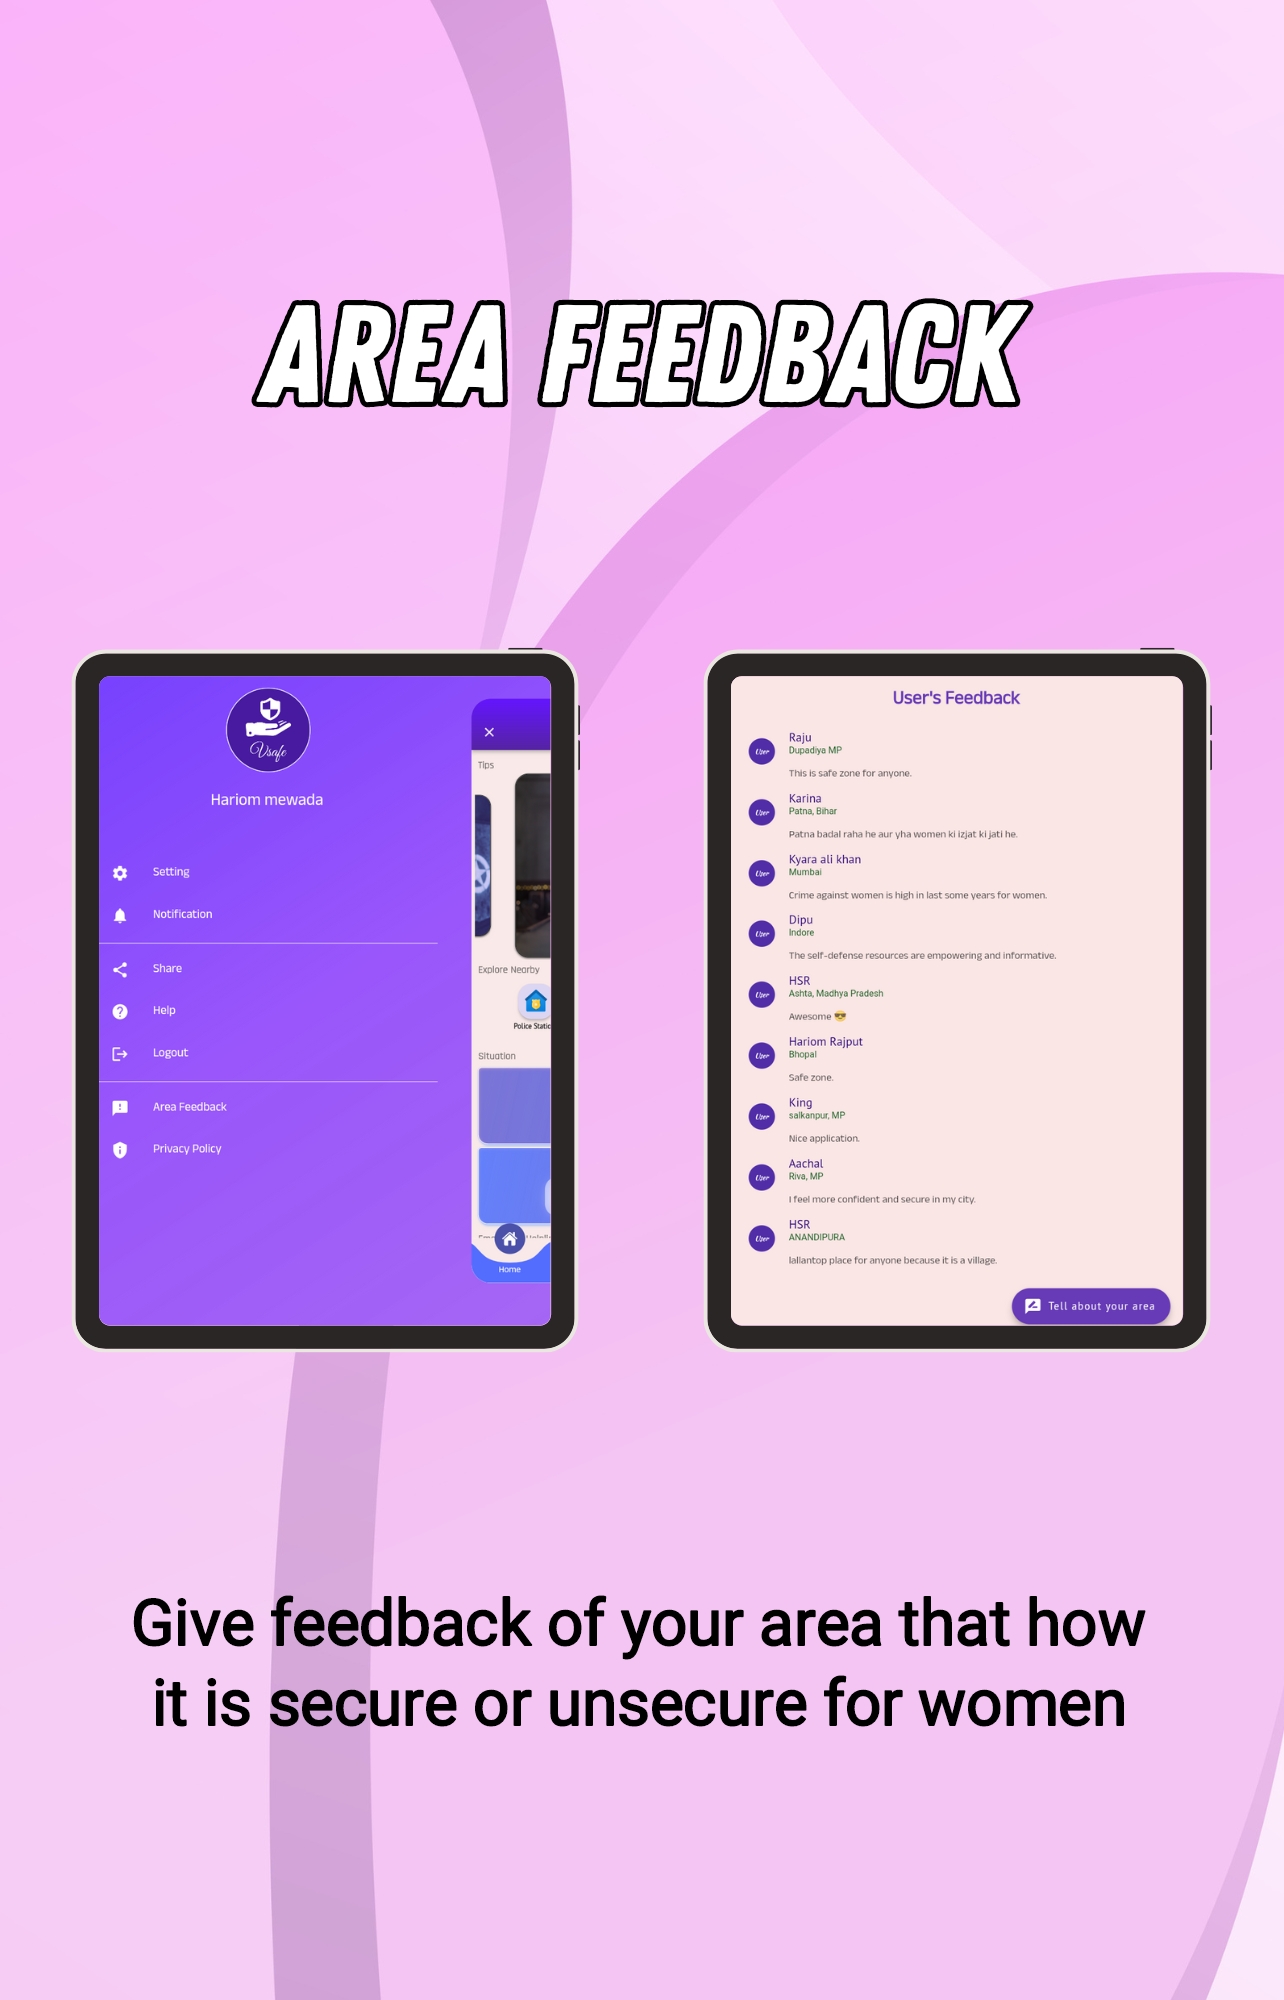 AREA FEEDBACK
Vsafe
Hariom mewada
Setting
Notification
Share
Help
Logout
Area Feedback
Privacy Policy
Tips
Explore Nearby
Police
Situation
Home
User's Feedback
User
Raju
Dupadiya MP
This is safe zone for anyone.
User
Karina
Patna, Bihar
Patna badal raha he aur yha women ki izjat ki jati he.
User
Kyara ali khan
Mumbai
Crime against women is high in last some years for women.
User
Dipu
Indore
The self-defense resources are empowering and informative.
User
HSR
Ashta, Madhya Pradesh
Awesome 😎
User
Hariom Rajput
Bhopal
Safe zone.
User
King
salkanpur, MP
Nice application.
User
Aachal
Riva, MP
I feel more confident and secure in my city.
User
HSR
ANANDIPURA
lallantop place for anyone because it is a village.
Tell about your area
Give feedback of your area that how
it is secure or unsecure for women